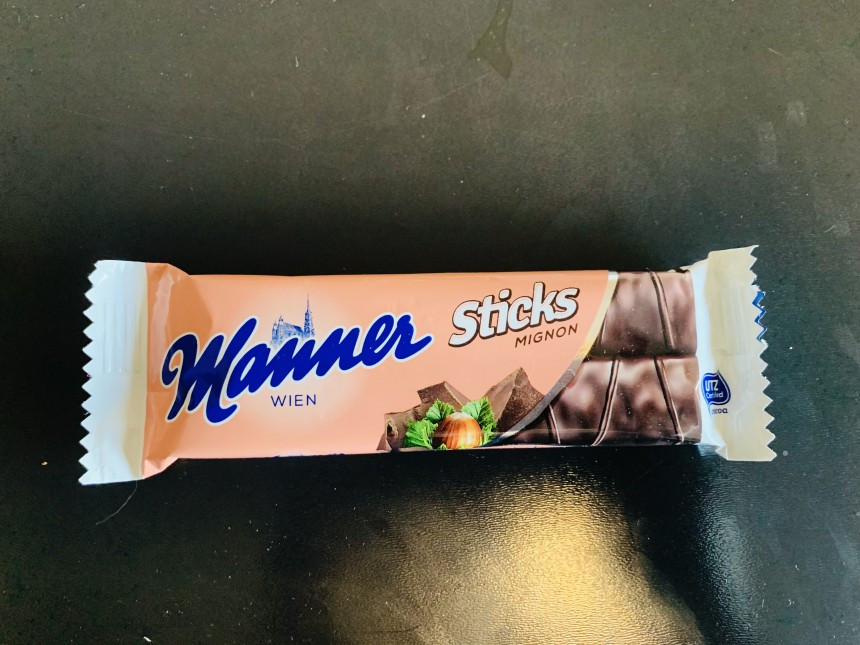 Manner
WIEN
Sticks
MIGNON
UTZ
Certified